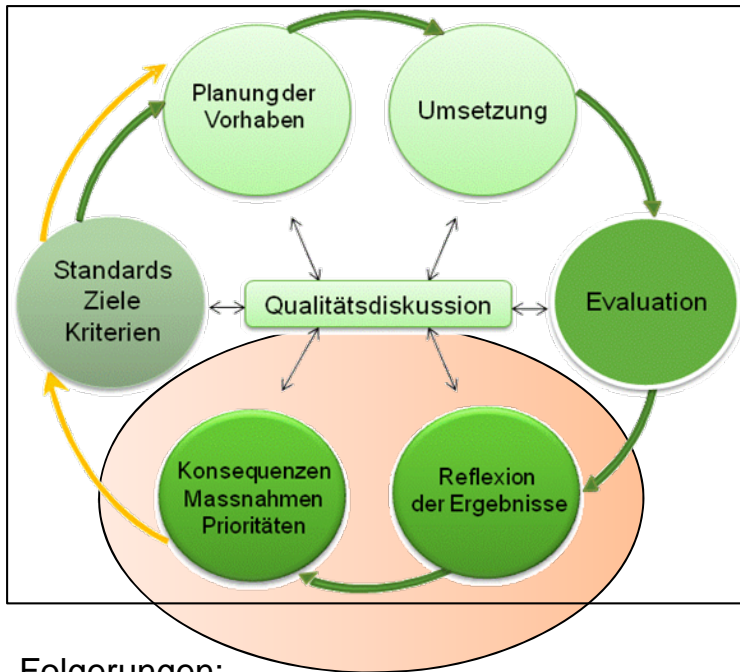 Planung der
Vorhaben
Umsetzung
Standards
Ziele
Kriterien
Qualitätsdiskussion
Evaluation
Konsequenzen
Massnahmen
Prioritäten
Reflexion
der Ergebnisse
Folgerungen: